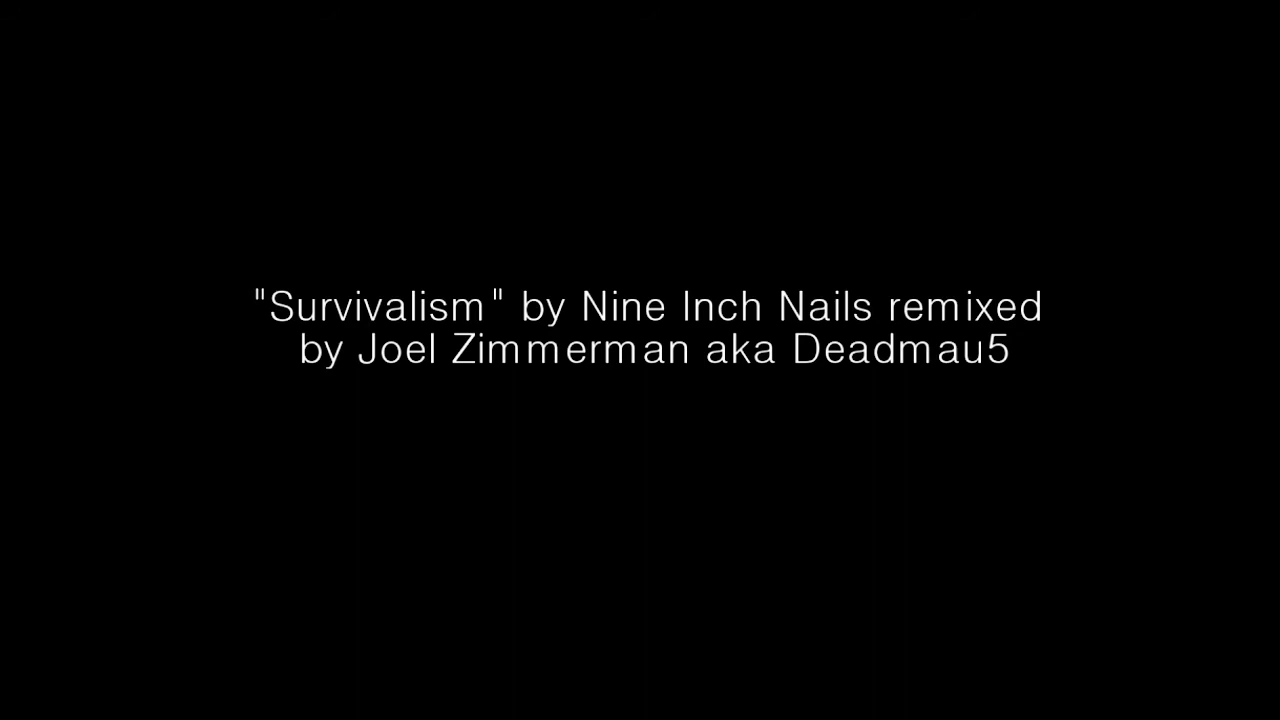 "Survivalism" by Nine Inch Nails remixed
by Joel Zimmerman aka Deadmau5